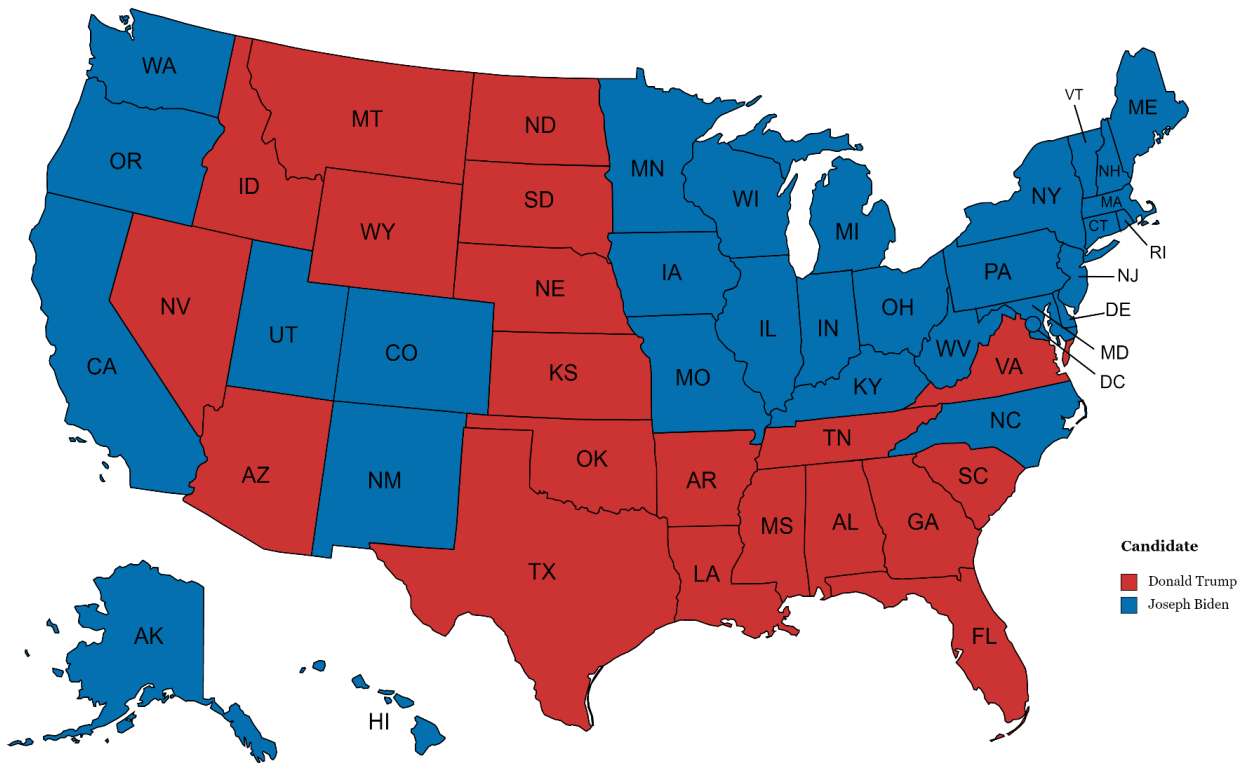 WA
OR
CA
ID
NV
MT
WY
UT
AZ
CO
NM
ND
SD
NE
KS
OK
TX
MN
IA
MO
AR
LA
WI
IL
MS
MI
IN
KY
TN
AL
OH
WV
GA
FL
SC
NC
VA
PA
NY
VT
NH
ME
MA
CT
RI
NJ
DE
MD
DC
AK
HI
Candidate
Donald Trump
Joseph Biden